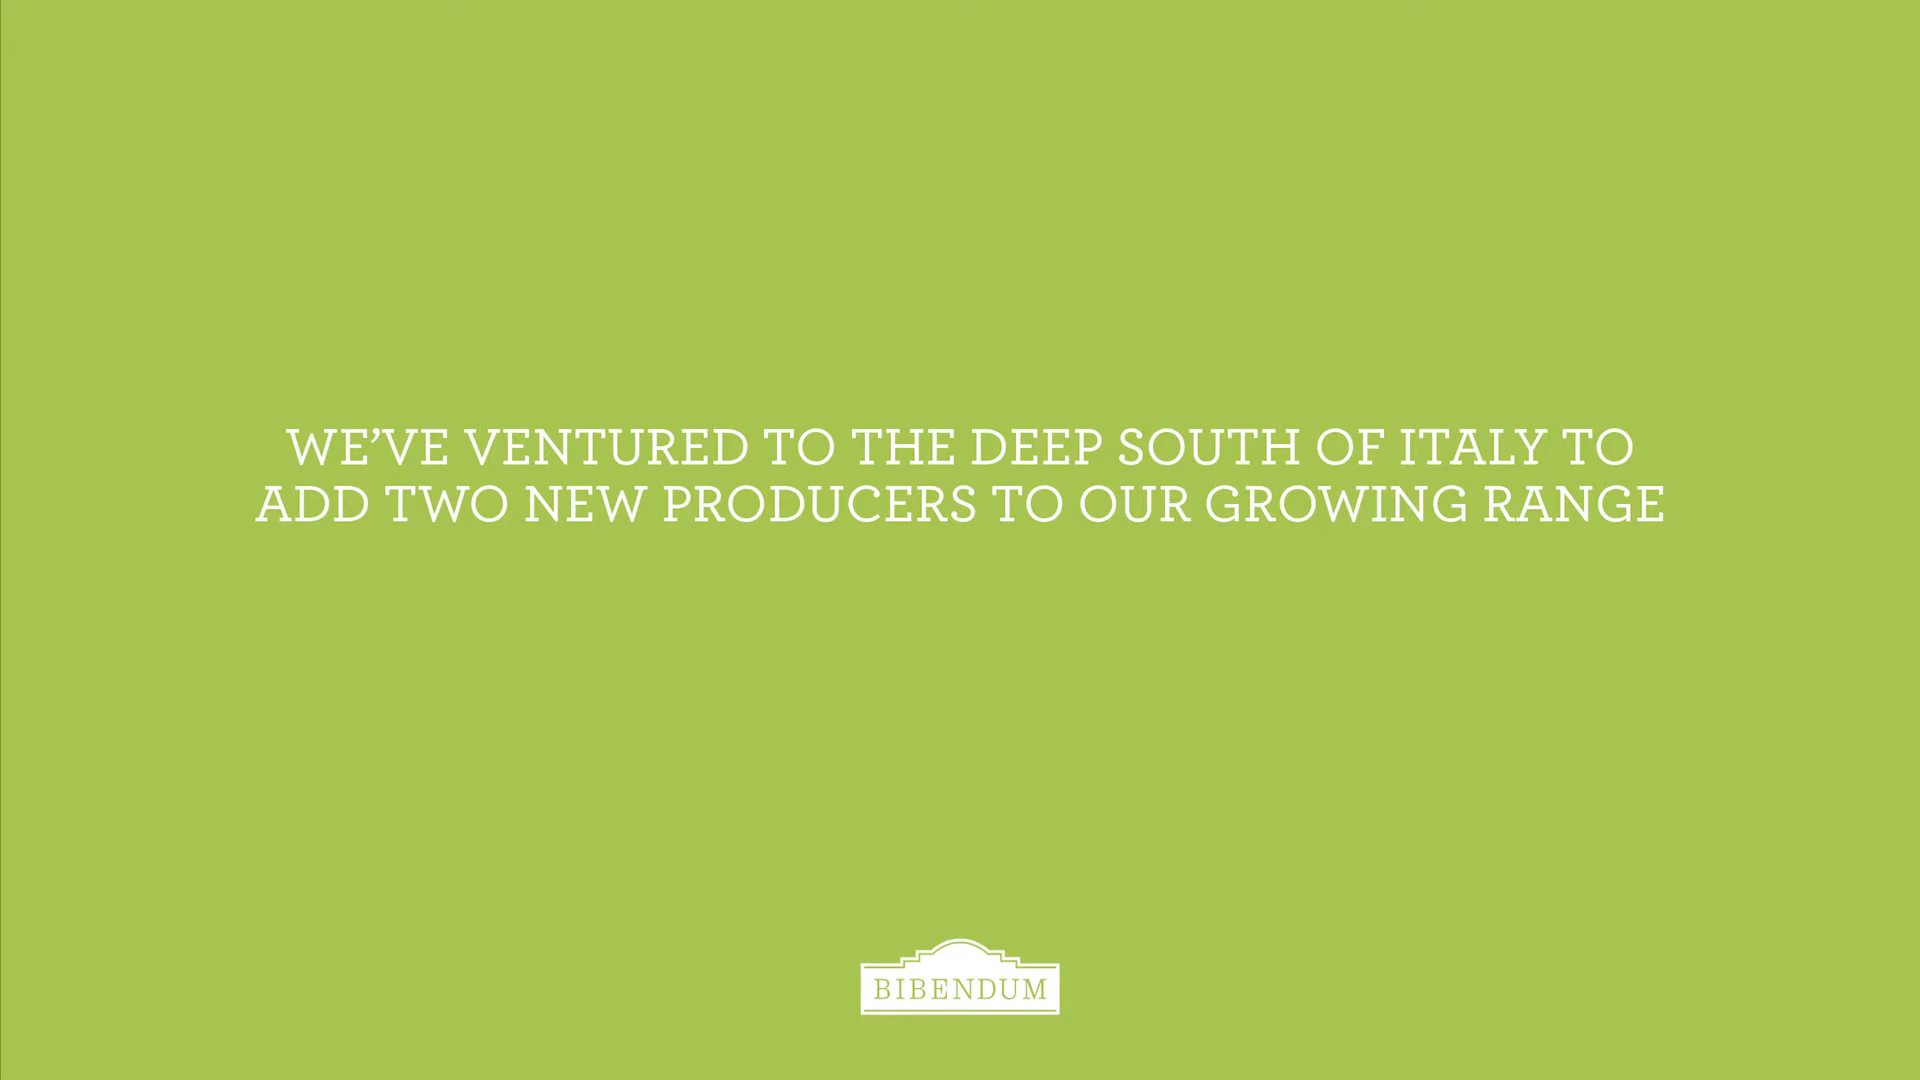 WE’VE VENTURED TO THE DEEP SOUTH OF ITALY TO
ADD TWO NEW PRODUCERS TO OUR GROWING RANGE
BIBENDUM